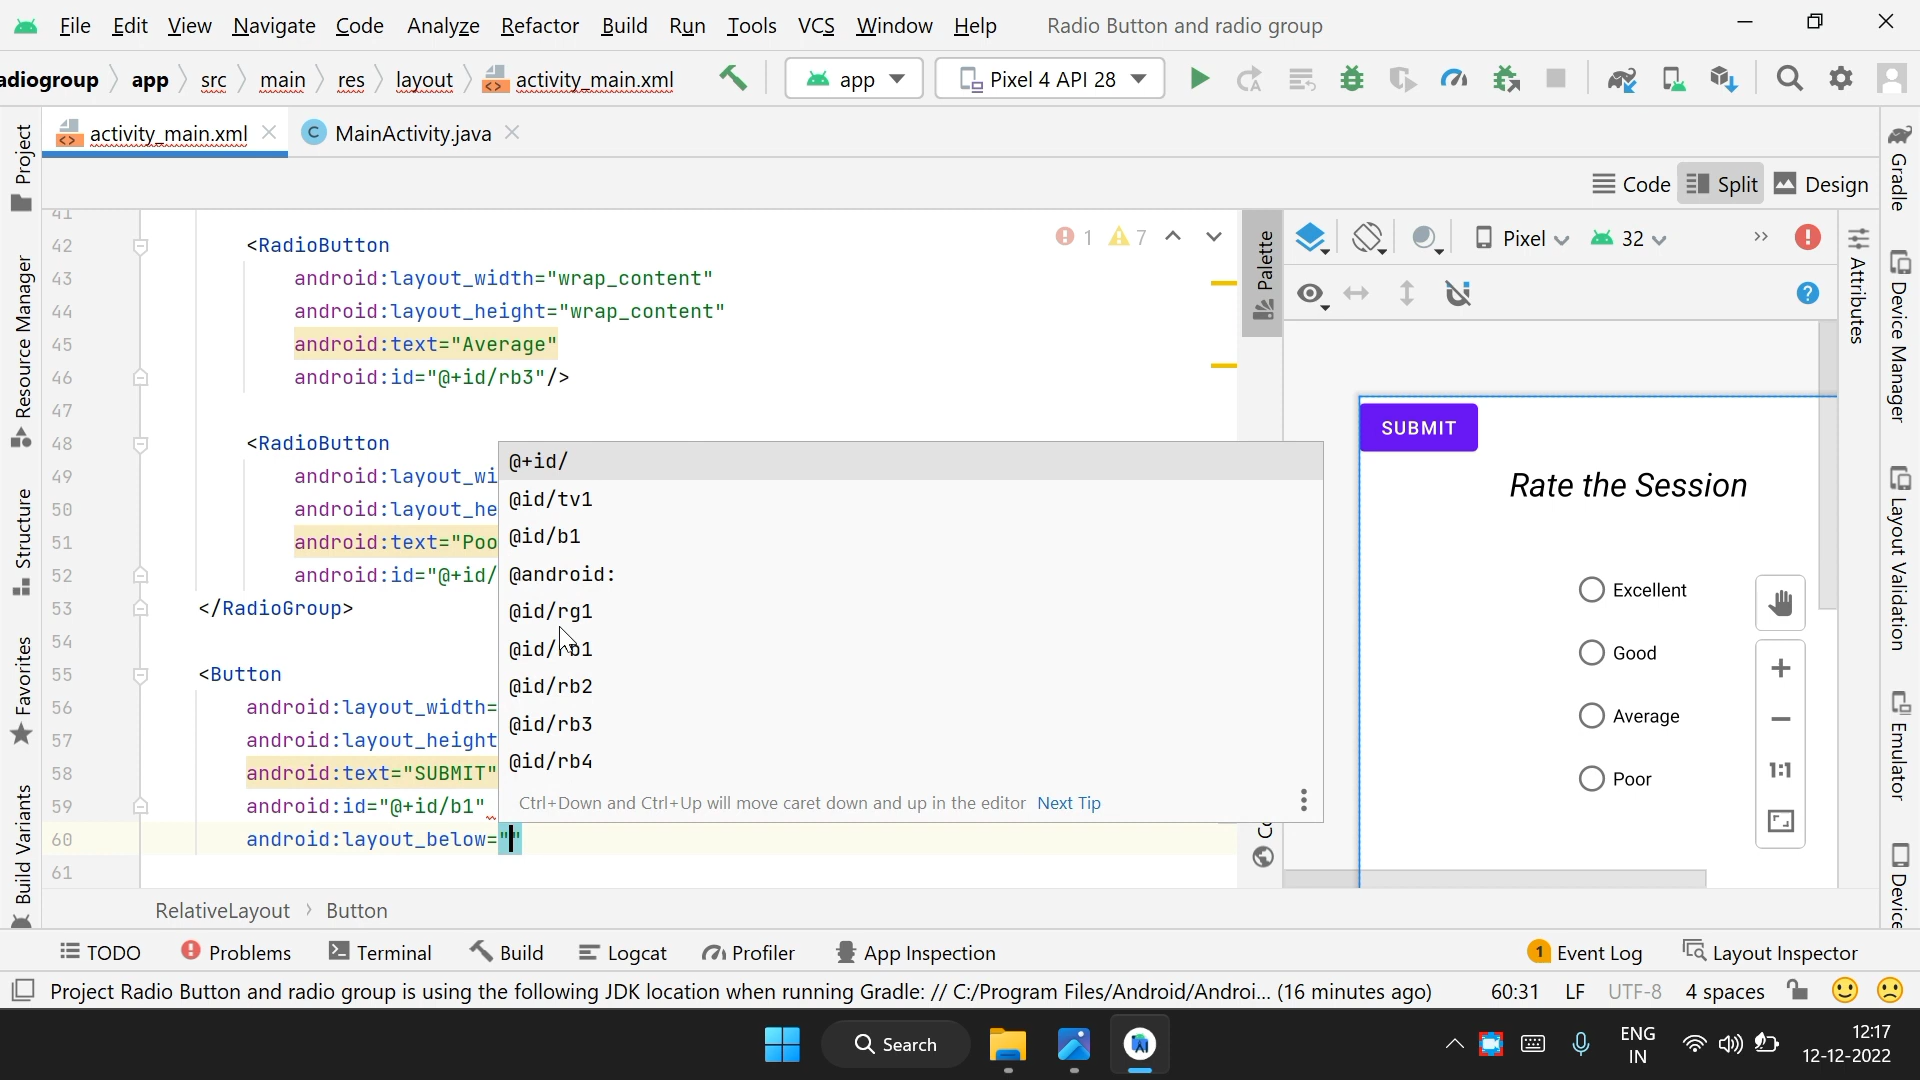 File Edit View Navigate Code Analyze Refactor Build Run Tools VCS Window Help Radio Button and radio group
adiogroup app src main res layout activity_main.xml app Pixel 4 API 28
activity_main.xml MainActivity.java
Code Split Design
Project
Resource Manager
Structure
Favorites
Build Variants
41
42 <RadioButton
43 android:layout_width="wrap_content"
44 android:layout_height="wrap_content"
45 android:text="Average"
46 android:id="@+id/rb3"/>
47
48 <RadioButton
49 android:layout_wi
50 android:layout_he
51 android:text="Poo
52 android:id="@+id/
53 </RadioGroup>
54
55 <Button
56 android:layout_width=
57 android:layout_height
58 android:text="SUBMIT"
59 android:id="@+id/b1"
60 android:layout_below=""
61
1 7
@+id/
@id/tv1
@id/b1
@android:
@id/rg1
@id/rb1
@id/rb2
@id/rb3
@id/rb4
Ctrl+Down and Ctrl+Up will move caret down and up in the editor Next Tip
Palette
Pixel 32
SUBMIT
Rate the Session
Excellent
Good
Average
Poor
1:1
Attributes
Gradle
Device Manager
Layout Validation
Emulator
RelativeLayout Button
TODO Problems Terminal Build Logcat Profiler App Inspection 1 Event Log Layout Inspector
Project Radio Button and radio group is using the following JDK location when running Gradle: // C:/Program Files/Android/Androi... (16 minutes ago) 60:31 LF UTF-8 4 spaces
Search
ENG
IN
12:17
12-12-2022